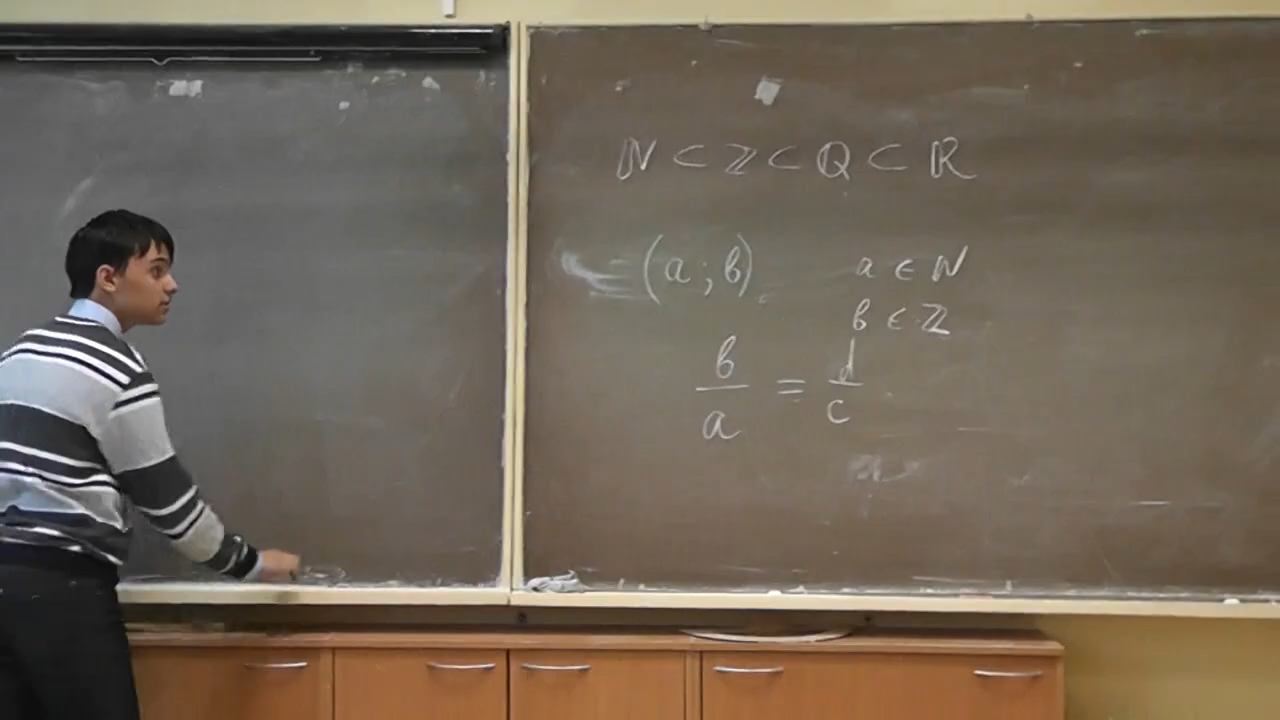 ℕ ⊂ ℤ ⊂ ℚ ⊂ ℝ
(a ; b) a ∈ ℕ
b ∈ ℤ
b/a = d/c